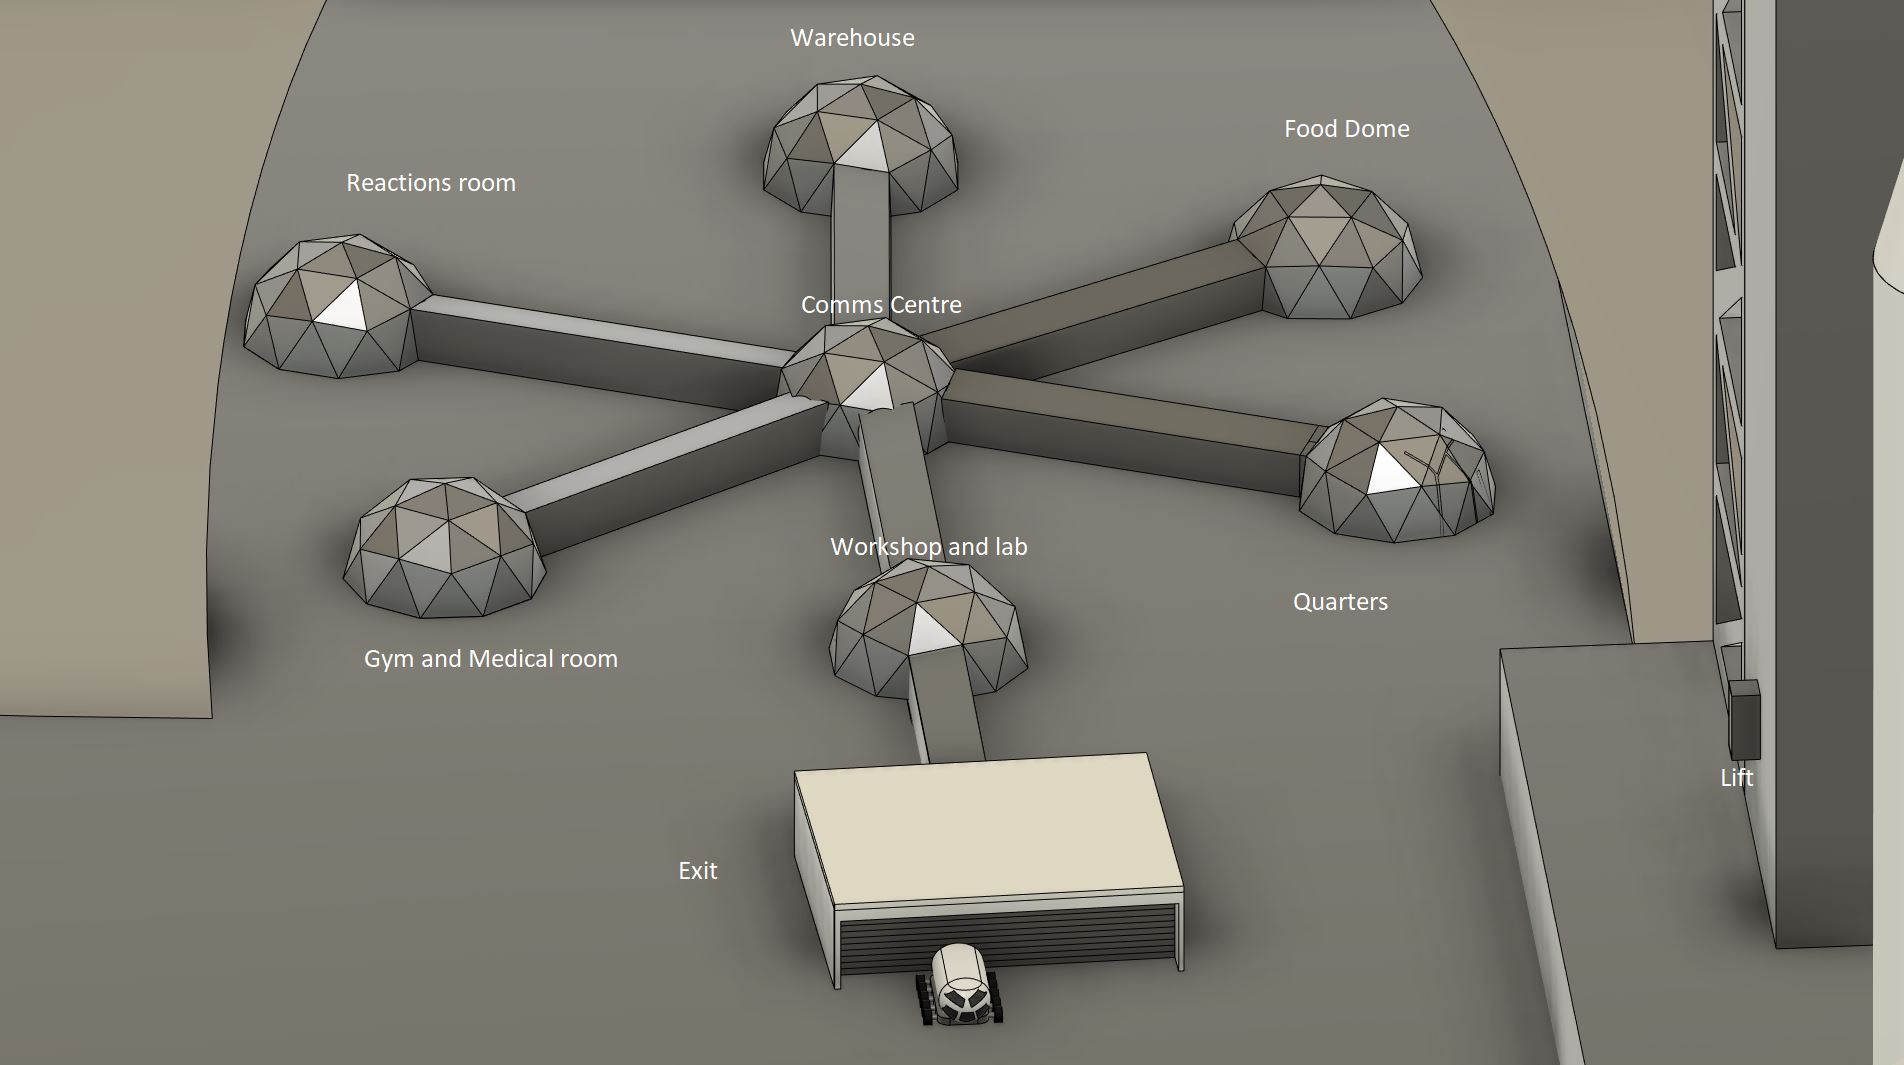 Warehouse
Food Dome
Reactions room
Comms Centre
Workshop and lab
Quarters
Gym and Medical room
Lift
Exit